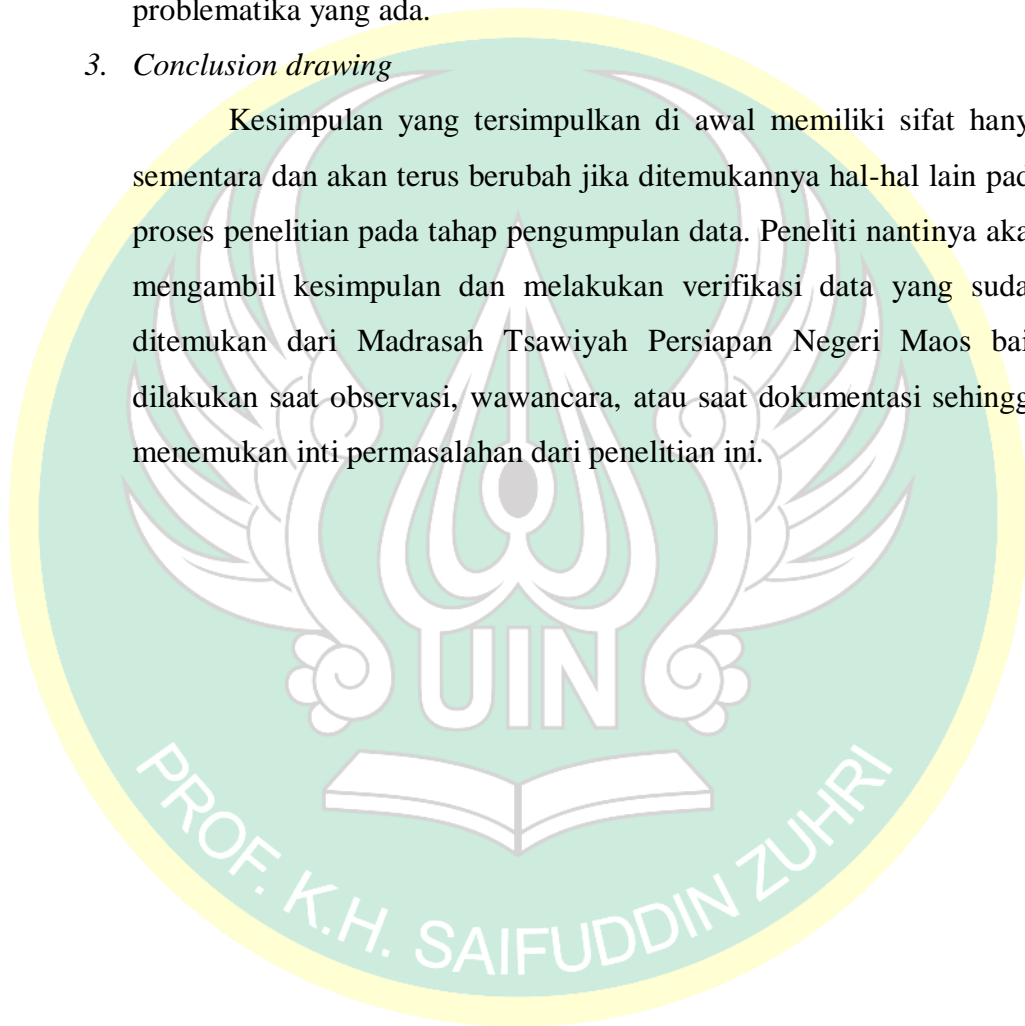 problematika yang ada.
3. Conclusion drawing
Kesimpulan yang tersimpulkan di awal memiliki sifat hany
sementara dan akan terus berubah jika ditemukannya hal-hal lain pad
proses penelitian pada tahap pengumpulan data. Peneliti nantinya aka
mengambil kesimpulan dan melakukan verifikasi data yang suda
ditemukan dari Madrasah Tsawiyah Persiapan Negeri Maos bai
dilakukan saat observasi, wawancara, atau saat dokumentasi sehingg
menemukan inti permasalahan dari penelitian ini.
UIN
PROF. K.H. SAIFUDDIN ZUHRI